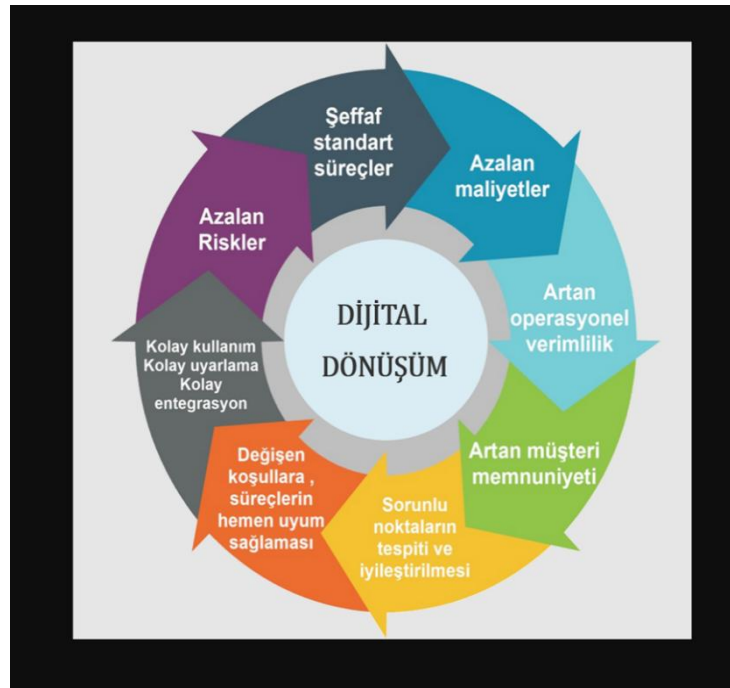 Şeffaf
standart
süreçler
Azalan
maliyetler
Artan
operasyonel
verimlilik
Artan müşteri
memnuniyeti
Sorunlu
noktaların
tespiti ve
iyileştirilmesi
Değişen
koşullara ,
süreçlerin
hemen uyum
sağlaması
Kolay kullanım
Kolay uyarlama
Kolay
entegrasyon
Azalan
Riskler
DİJİTAL
DÖNÜŞÜM